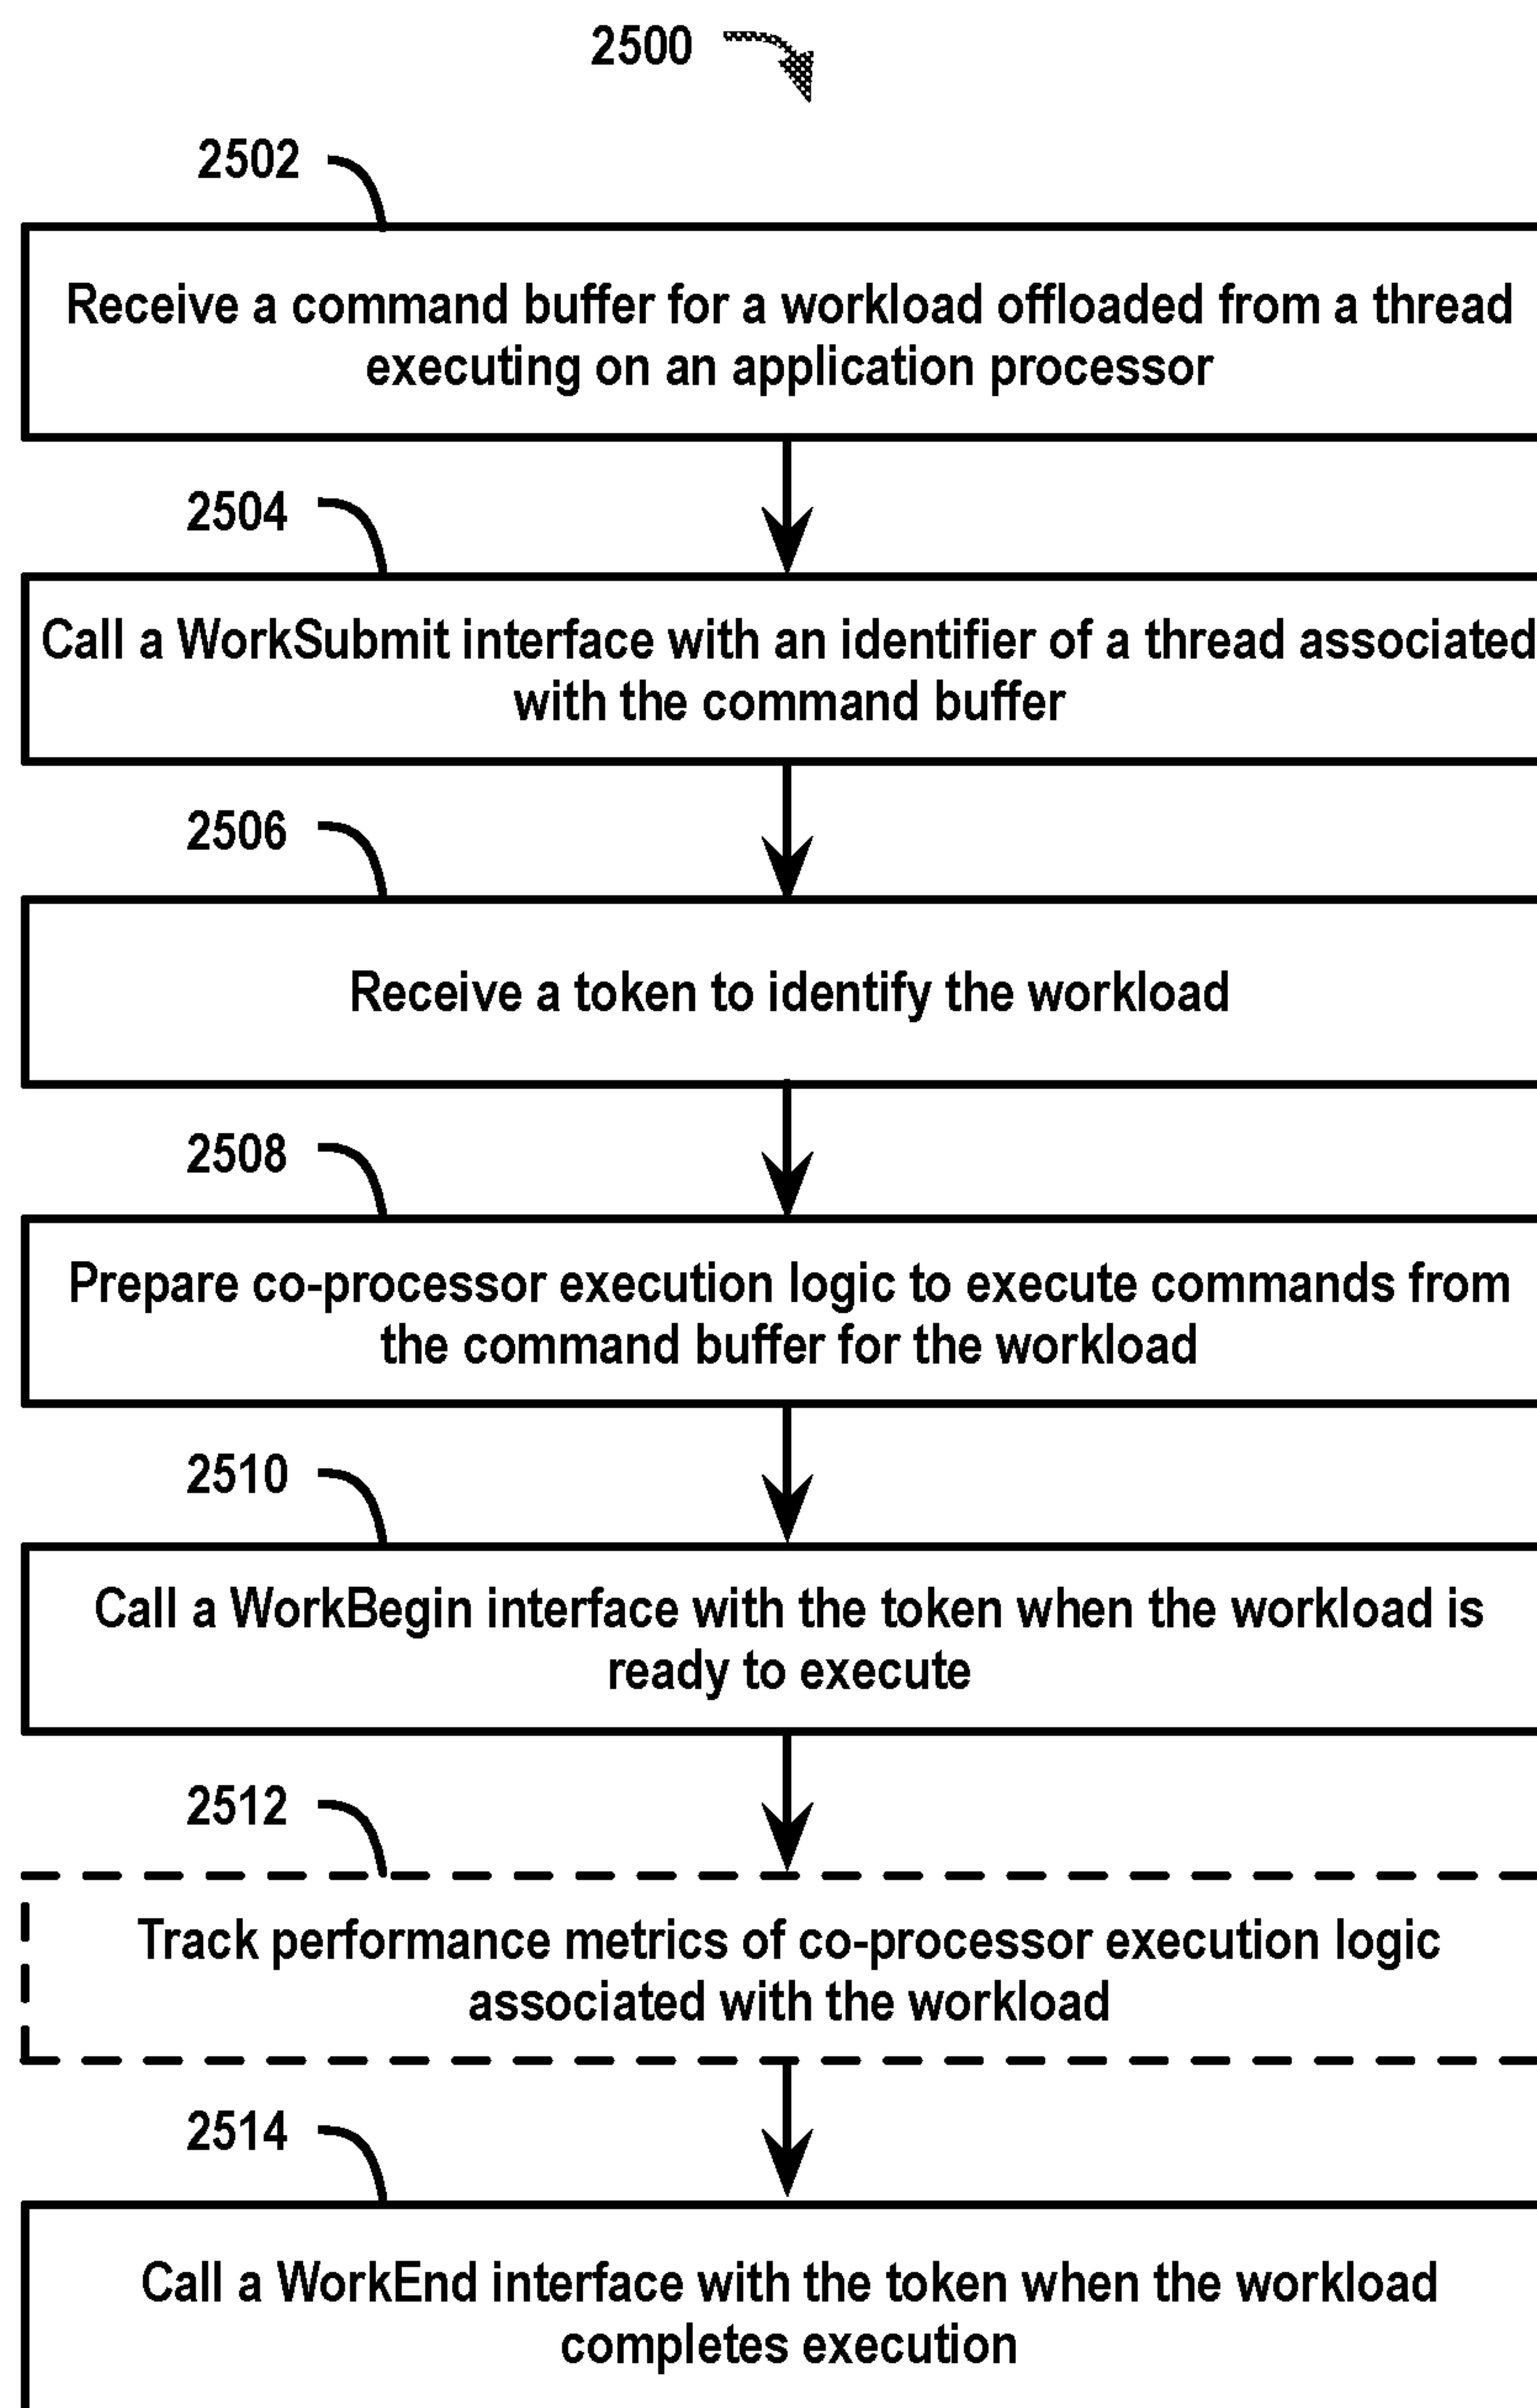 2500
2502
Receive a command buffer for a workload offloaded from a thread
executing on an application processor
2504
Call a WorkSubmit interface with an identifier of a thread associated
with the command buffer
2506
Receive a token to identify the workload
2508
Prepare co-processor execution logic to execute commands from
the command buffer for the workload
2510
Call a WorkBegin interface with the token when the workload is
ready to execute
2512
Track performance metrics of co-processor execution logic
associated with the workload
2514
Call a WorkEnd interface with the token when the workload
completes execution